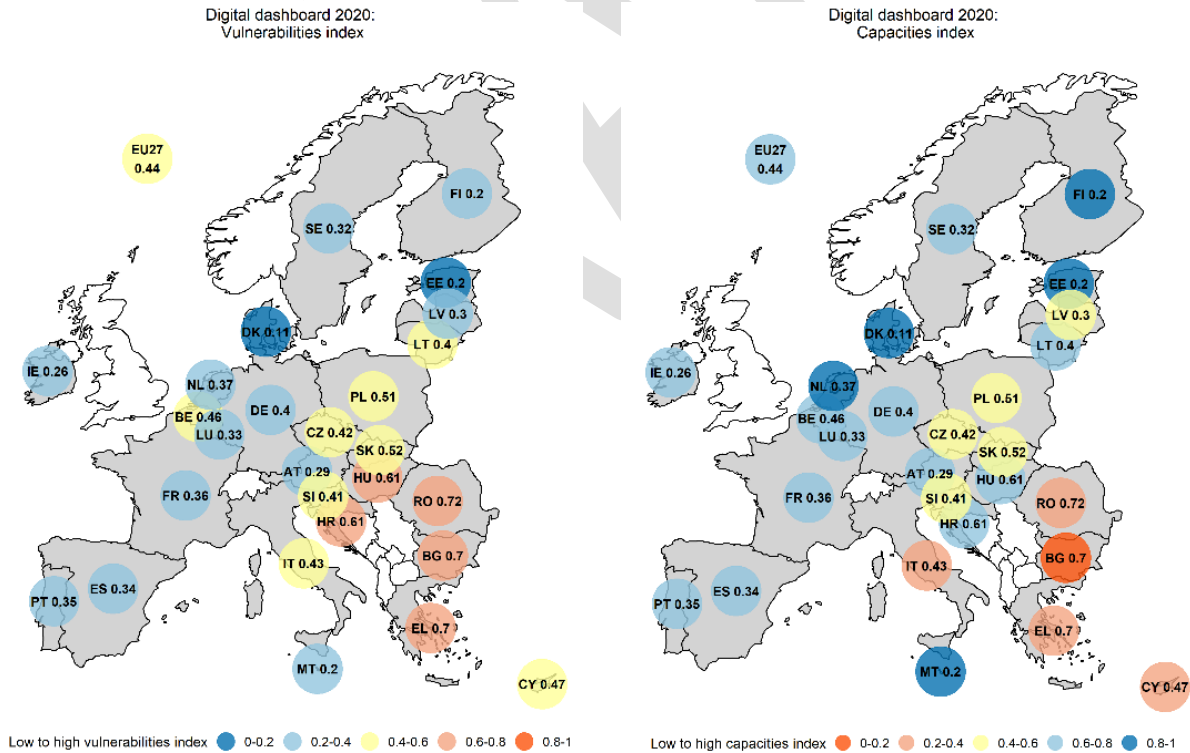 Digital dashboard 2020:
Vulnerabilities index
EU27
0.44
FI 0.2
SE 0.32
EE 0.2
LV 0.3
DK 0.11
LT 0.4
IE 0.26
NL 0.37
PL 0.51
DE 0.4
BE 0.46
LU 0.33
CZ 0.42
SK 0.52
AT 0.29
HU 0.61
FR 0.36
SI 0.41
RO 0.72
HR 0.61
BG 0.7
IT 0.43
ES 0.34
PT 0.35
EL 0.7
MT 0.2
CY 0.47
Low to high vulnerabilities index 0-0.2 0.2-0.4 0.4-0.6 0.6-0.8 0.8-1
Digital dashboard 2020:
Capacities index
EU27
0.44
FI 0.2
SE 0.32
EE 0.2
LV 0.3
DK 0.11
LT 0.4
IE 0.26
NL 0.37
PL 0.51
DE 0.4
BE 0.46
LU 0.33
CZ 0.42
SK 0.52
AT 0.29
HU 0.61
FR 0.36
SI 0.41
RO 0.72
HR 0.61
BG 0.7
IT 0.43
ES 0.34
PT 0.35
EL 0.7
MT 0.2
CY 0.47
Low to high capacities index 0-0.2 0.2-0.4 0.4-0.6 0.6-0.8 0.8-1